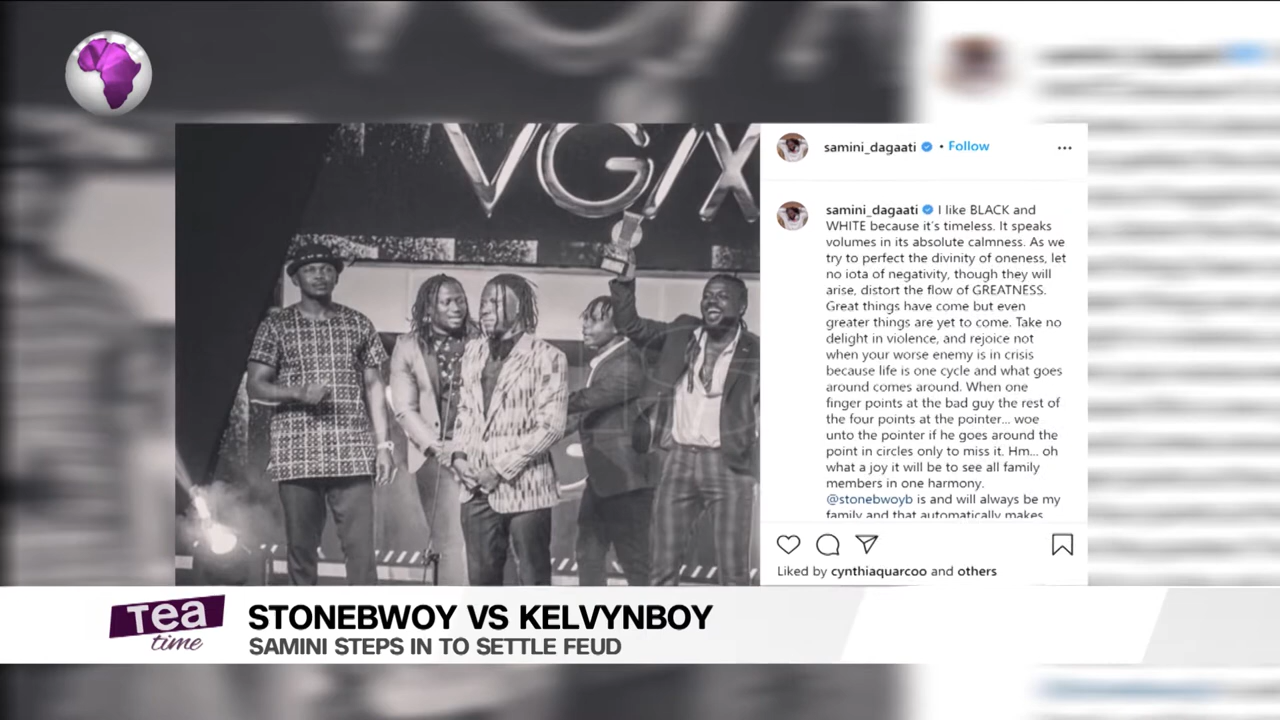 VGM
samini_dagaati • Follow
samini_dagaati I like BLACK and
WHITE because it's timeless. It speaks
volumes in its absolute calmness. As we
try to perfect the divinity of oneness, let
no iota of negativity, though they will
arise, distort the flow of GREATNESS.
Great things have come but even
greater things are yet to come. Take no
delight in violence, and rejoice not
when your worse enemy is in crisis
because life is one cycle and what goes
around comes around. When one
finger points at the bad guy the rest of
the four points at the pointer... woe
unto the pointer if he goes around the
point in circles only to miss it. Hm... oh
what a joy it will be to see all family
members in one harmony.
@stonebwoyb is and will always be my
family and that automatically makes
Liked by cynthiaquarcoo and others
Tea
time
STONEBWOY VS KELVYNBOY
SAMINI STEPS IN TO SETTLE FEUD